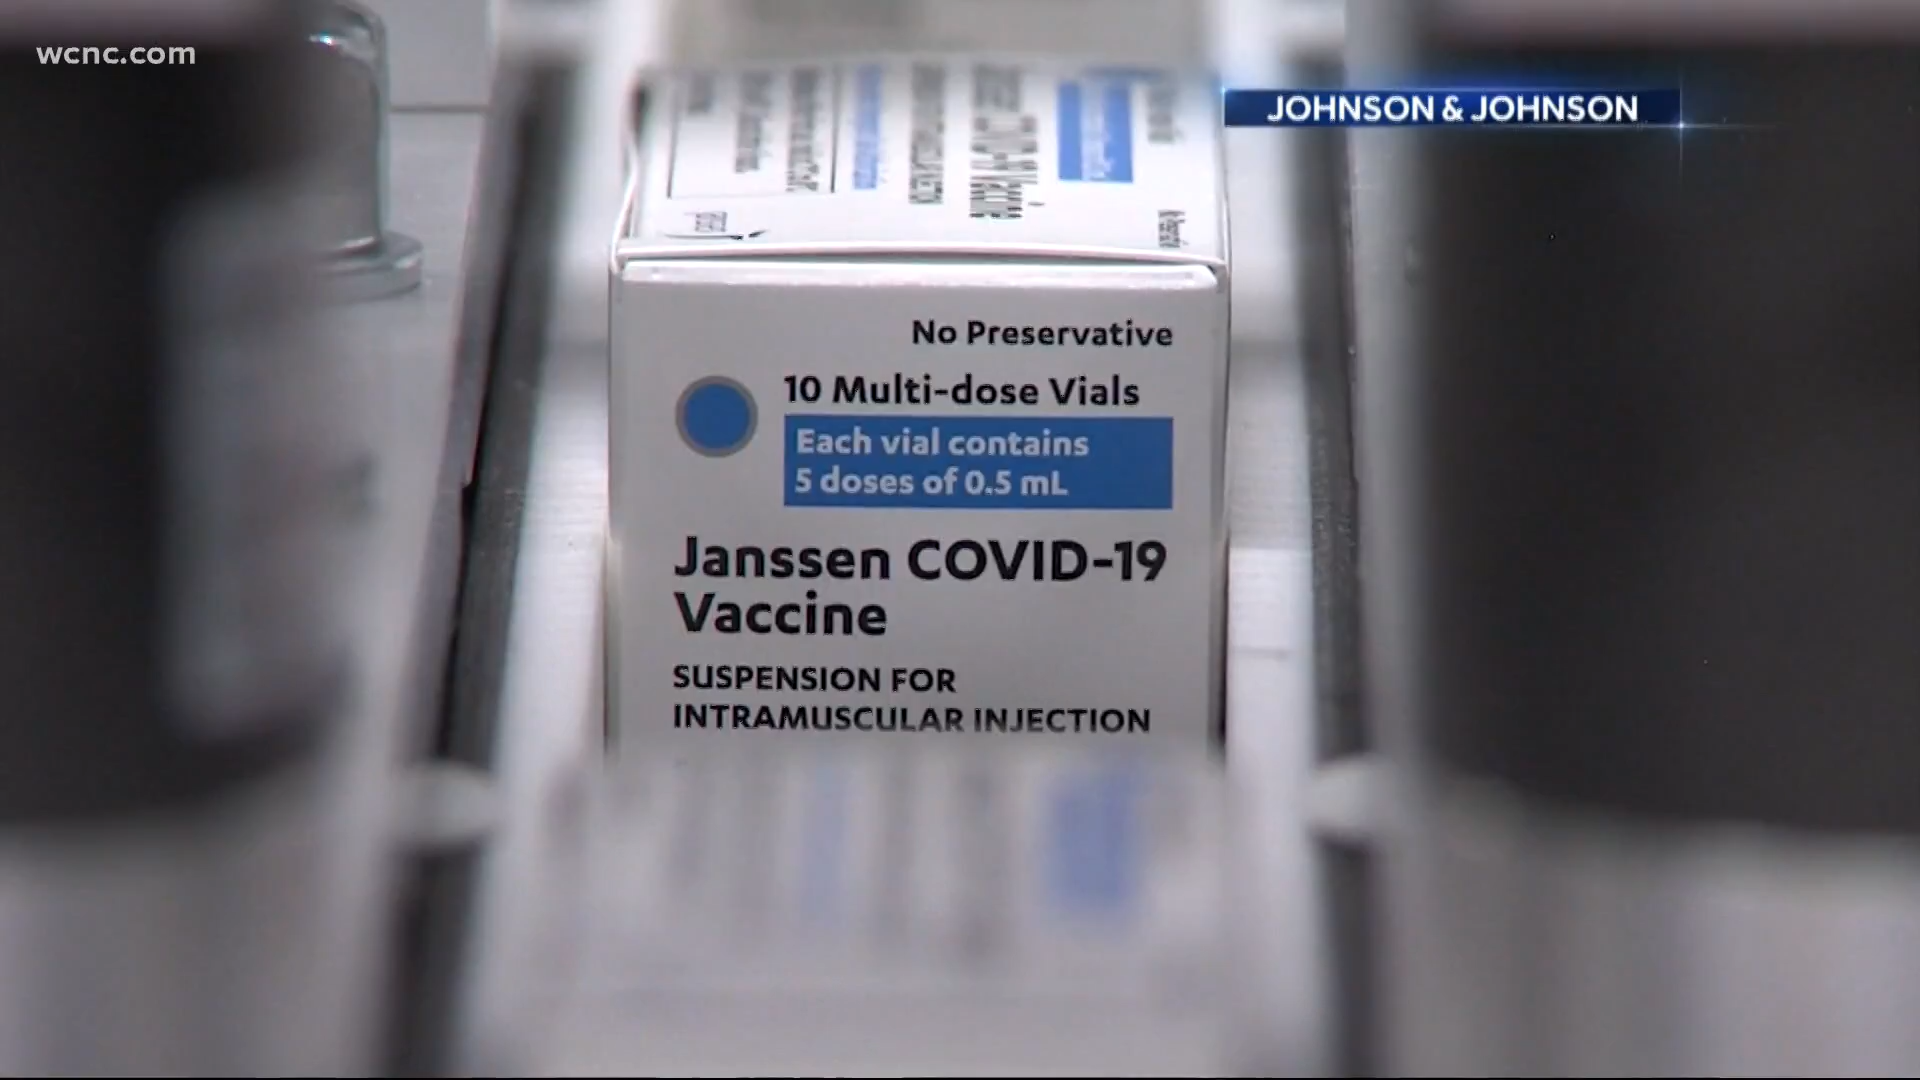 wcnc.com
JOHNSON & JOHNSON
No Preservative
10 Multi-dose Vials
Each vial contains
5 doses of 0.5 mL
Janssen COVID-19
Vaccine
SUSPENSION FOR
INTRAMUSCULAR INJECTION